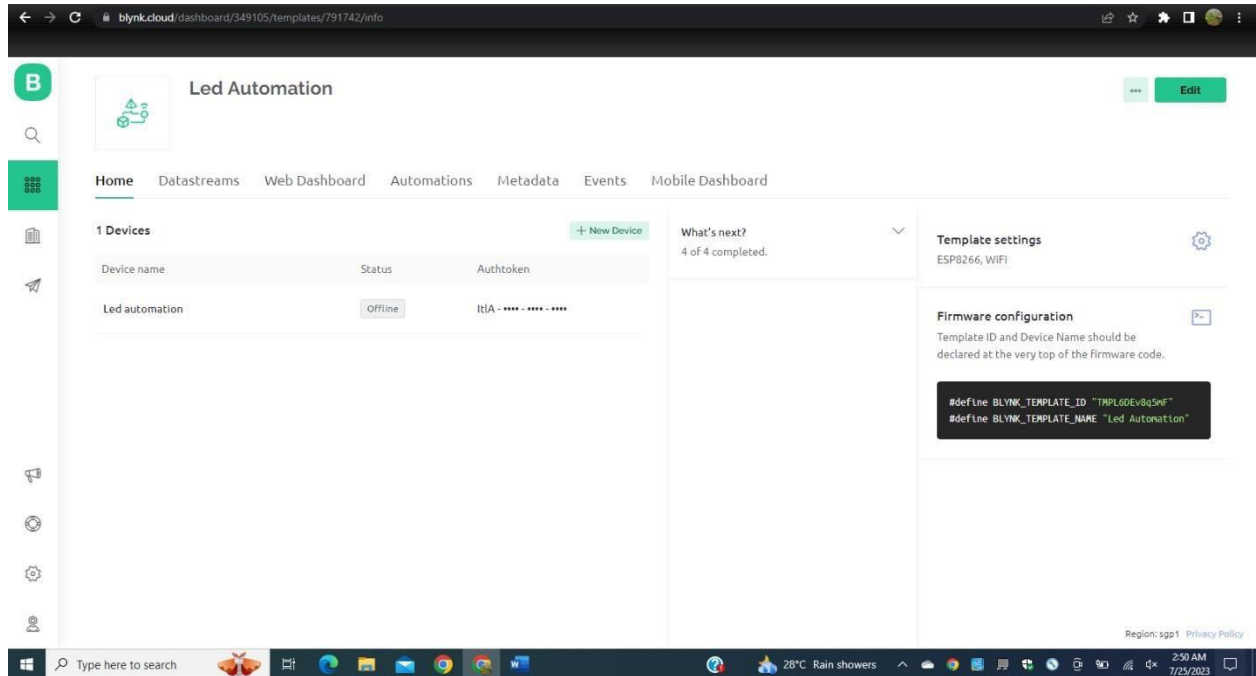 blynk.cloud/dashboard/349105/templates/791742/info
B
Led Automation
...
Edit
Home Datastreams Web Dashboard Automations Metadata Events Mobile Dashboard
1 Devices
+ New Device
Device name Status Authtoken
Led automation Offline ItlA - •••• - •••• - ••••
What's next?
4 of 4 completed.
Template settings
ESP8266, WiFi
Firmware configuration
Template ID and Device Name should be
declared at the very top of the firmware code.
#define BLYNK_TEMPLATE_ID "TMPL6DEv8q5mF"
#define BLYNK_TEMPLATE_NAME "Led Automation"
Region: sgp1 Privacy Policy
Type here to search
28°C Rain showers
2:50 AM
7/25/2023